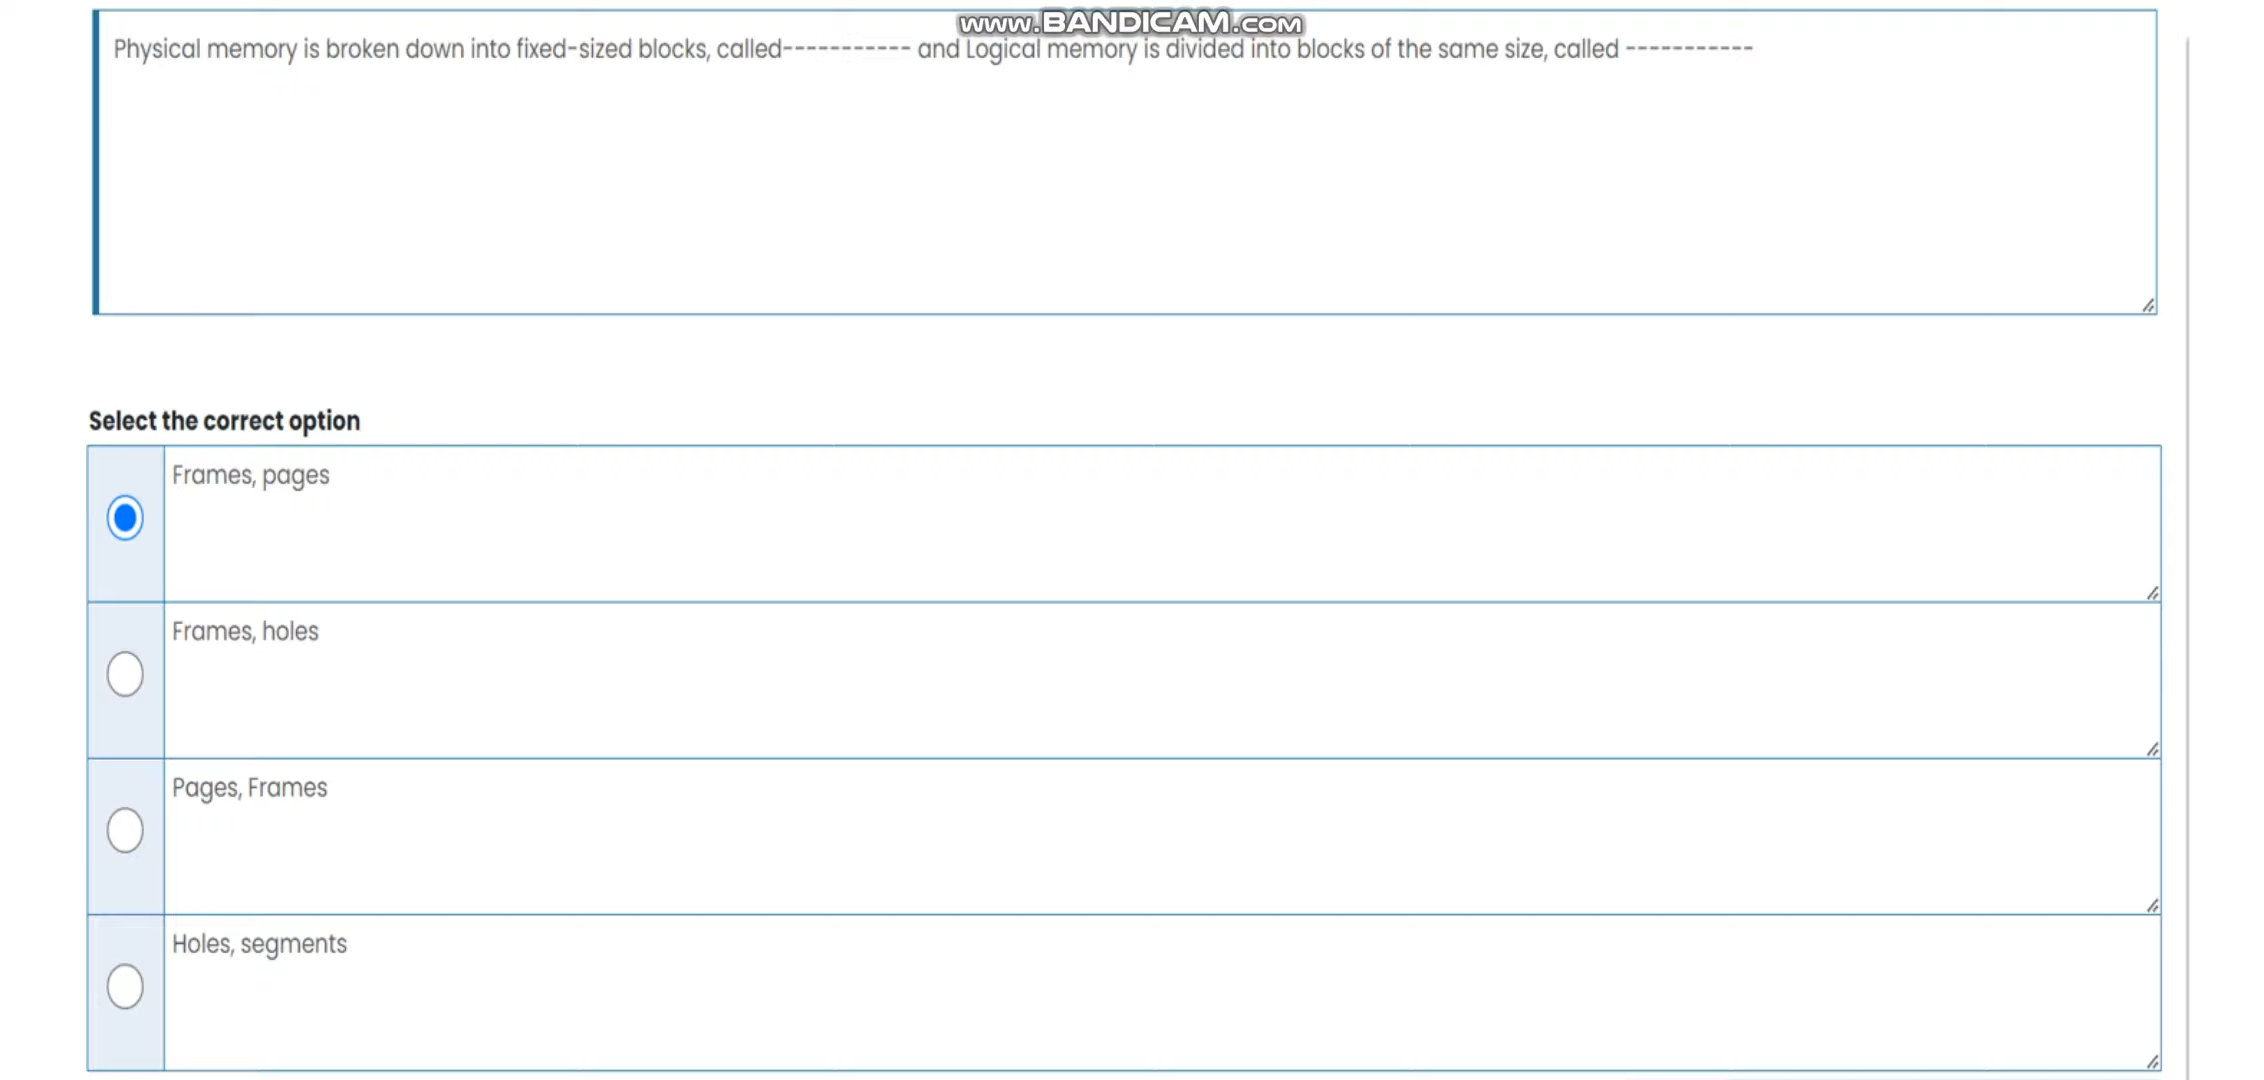 www.BANDICAM.com
Physical memory is broken down into fixed-sized blocks, called----------- and Logical memory is divided into blocks of the same size, called -----------
Select the correct option
Frames, pages
Frames, holes
Pages, Frames
Holes, segments